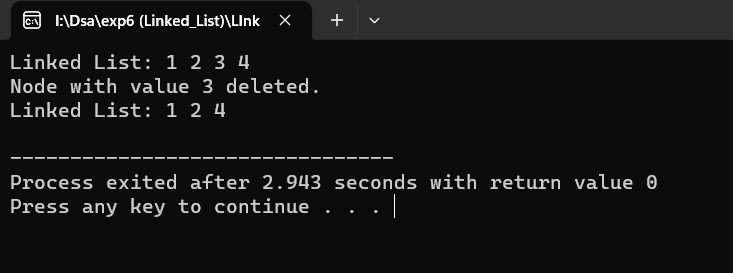 I:\Dsa\exp6 (Linked_List)\LInk
Linked List: 1 2 3 4
Node with value 3 deleted.
Linked List: 1 2 4
--------------------------------
Process exited after 2.943 seconds with return value 0
Press any key to continue . . .